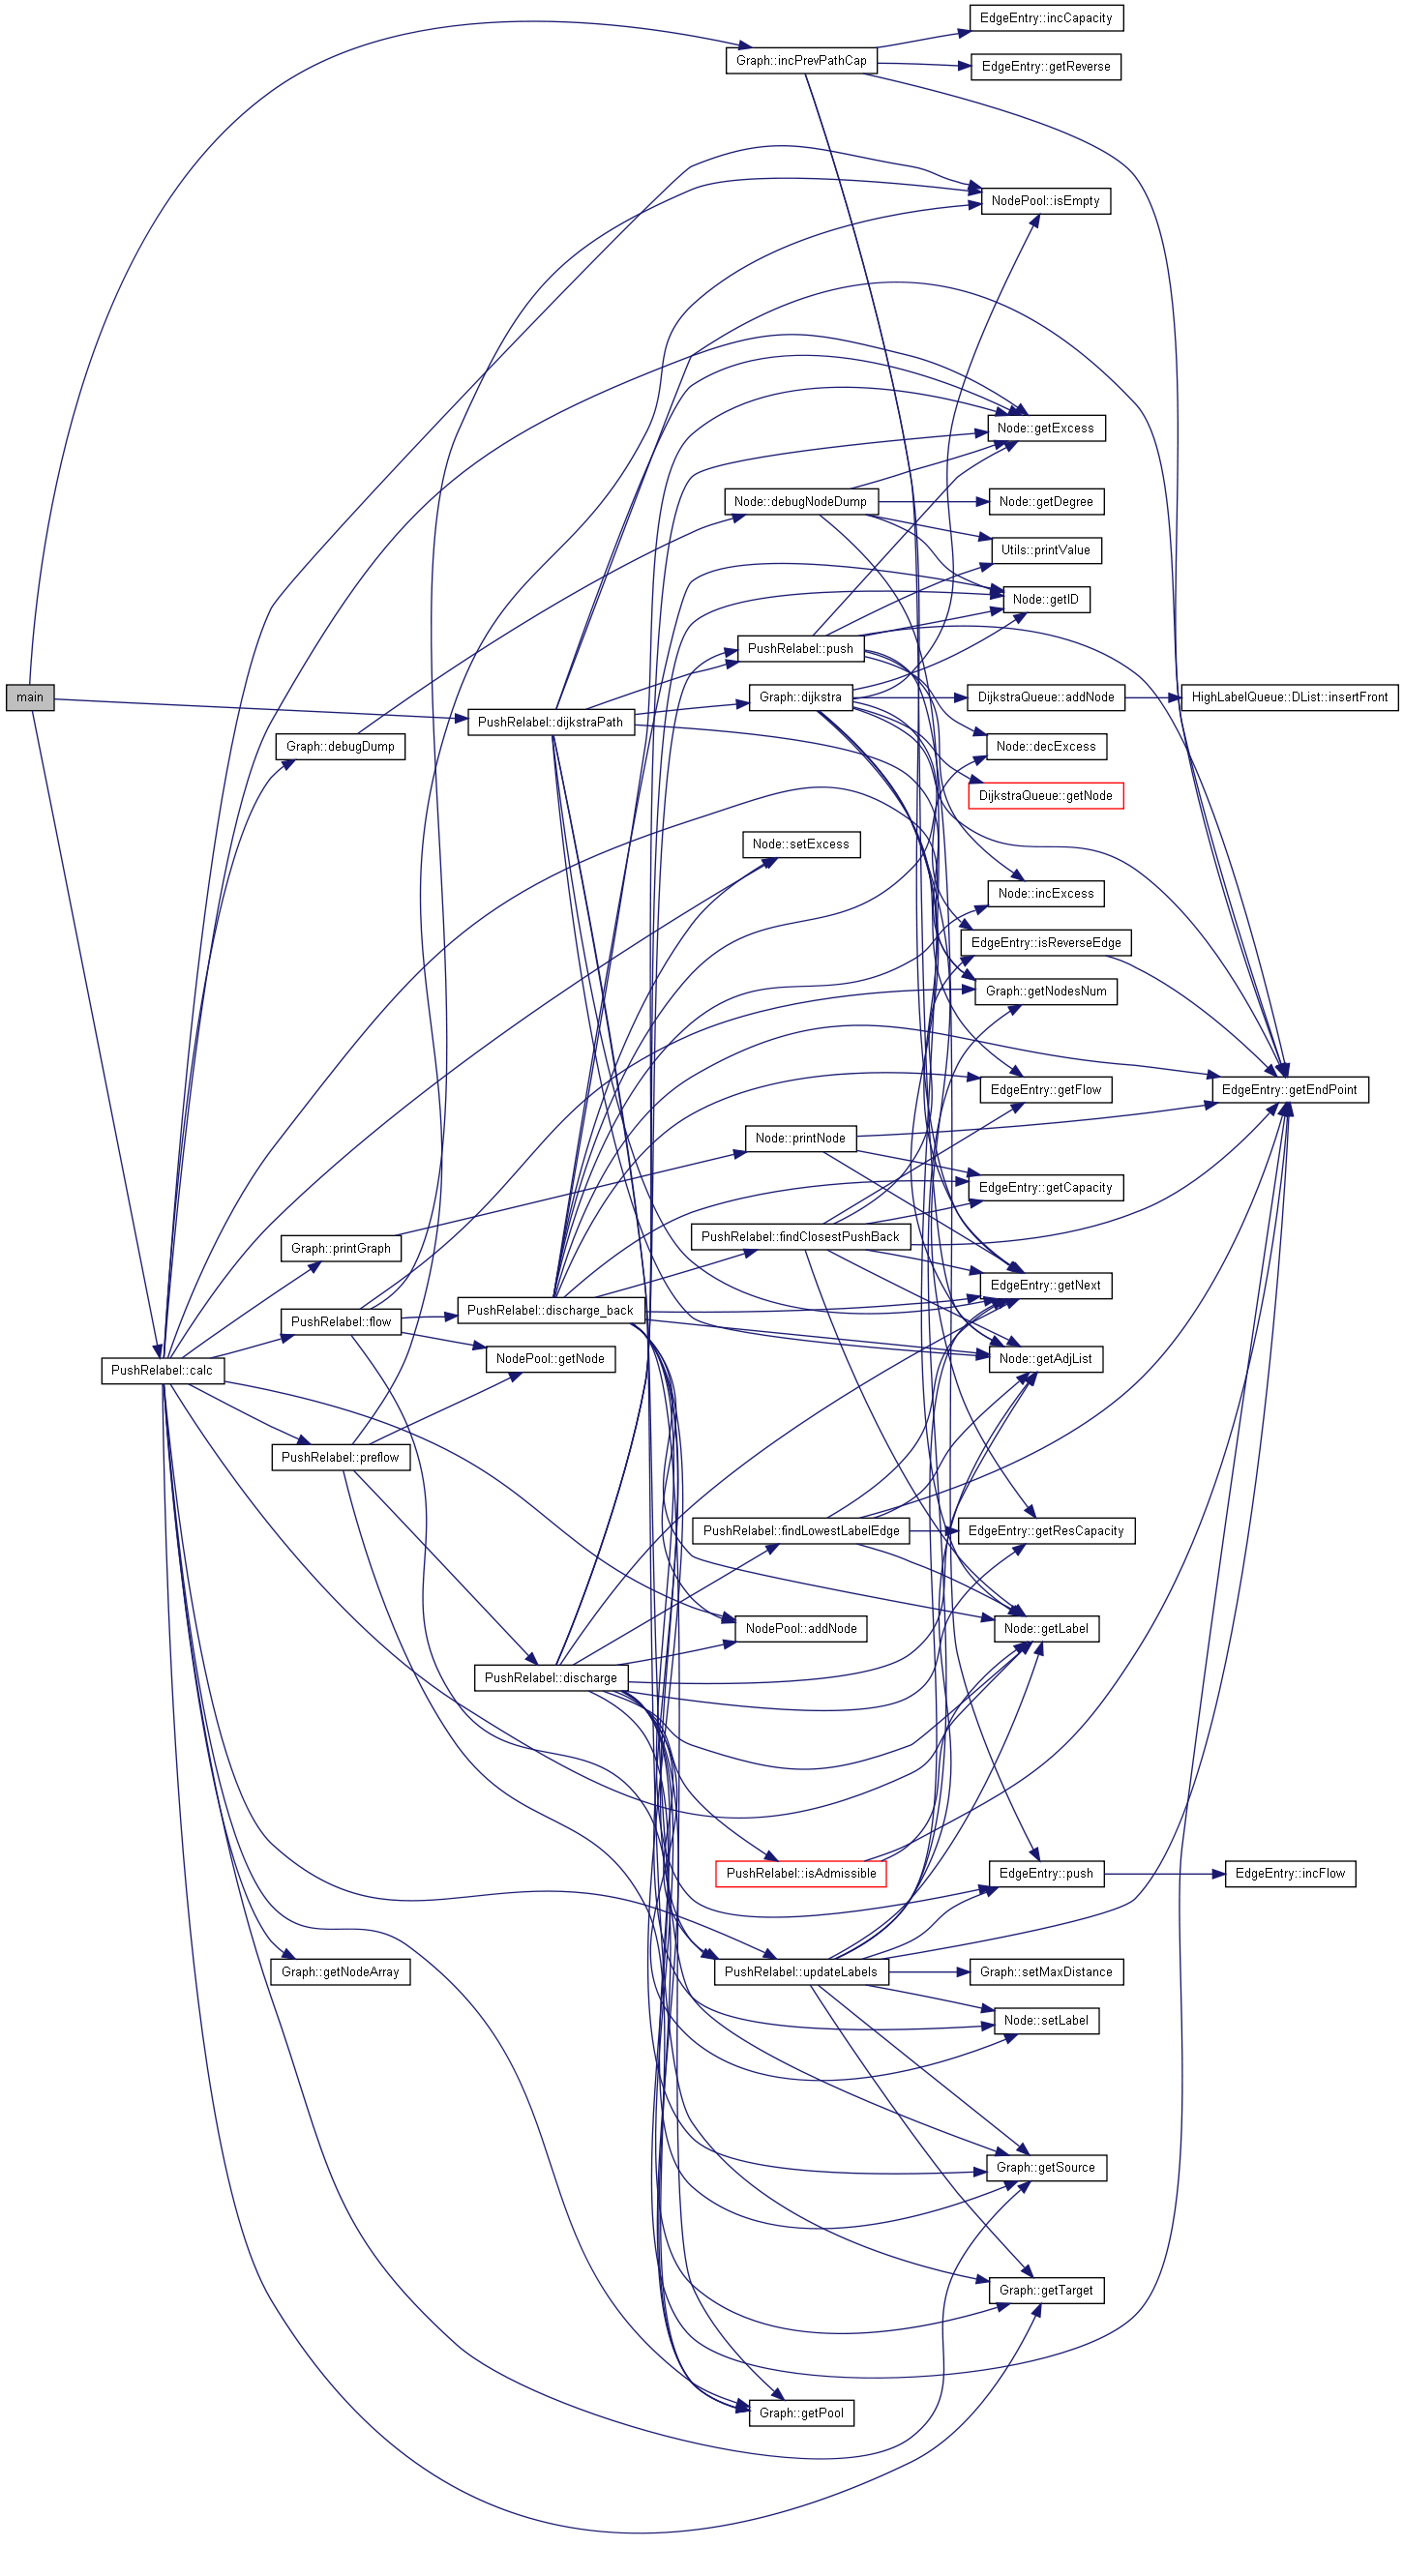 EdgeEntry::incCapacity
Graph::incPrevPathCap
EdgeEntry::getReverse
NodePool::isEmpty
Node::getExcess
Node::debugNodeDump
Node::getDegree
Utils::printValue
Node::getID
PushRelabel::push
main
Graph::dijkstra
DijkstraQueue::addNode
HighLabelQueue::DList::insertFront
PushRelabel::dijkstraPath
Graph::debugDump
Node::decExcess
DijkstraQueue::getNode
Node::setExcess
Node::incExcess
EdgeEntry::isReverseEdge
Graph::getNodesNum
EdgeEntry::getFlow
EdgeEntry::getEndPoint
Node::printNode
EdgeEntry::getCapacity
PushRelabel::findClosestPushBack
Graph::printGraph
EdgeEntry::getNext
PushRelabel::discharge_back
PushRelabel::flow
NodePool::getNode
Node::getAdjList
PushRelabel::calc
PushRelabel::preflow
PushRelabel::findLowestLabelEdge
EdgeEntry::getResCapacity
NodePool::addNode
Node::getLabel
PushRelabel::discharge
PushRelabel::isAdmissible
EdgeEntry::push
EdgeEntry::incFlow
Graph::getNodeArray
PushRelabel::updateLabels
Graph::setMaxDistance
Node::setLabel
Graph::getSource
Graph::getTarget
Graph::getPool